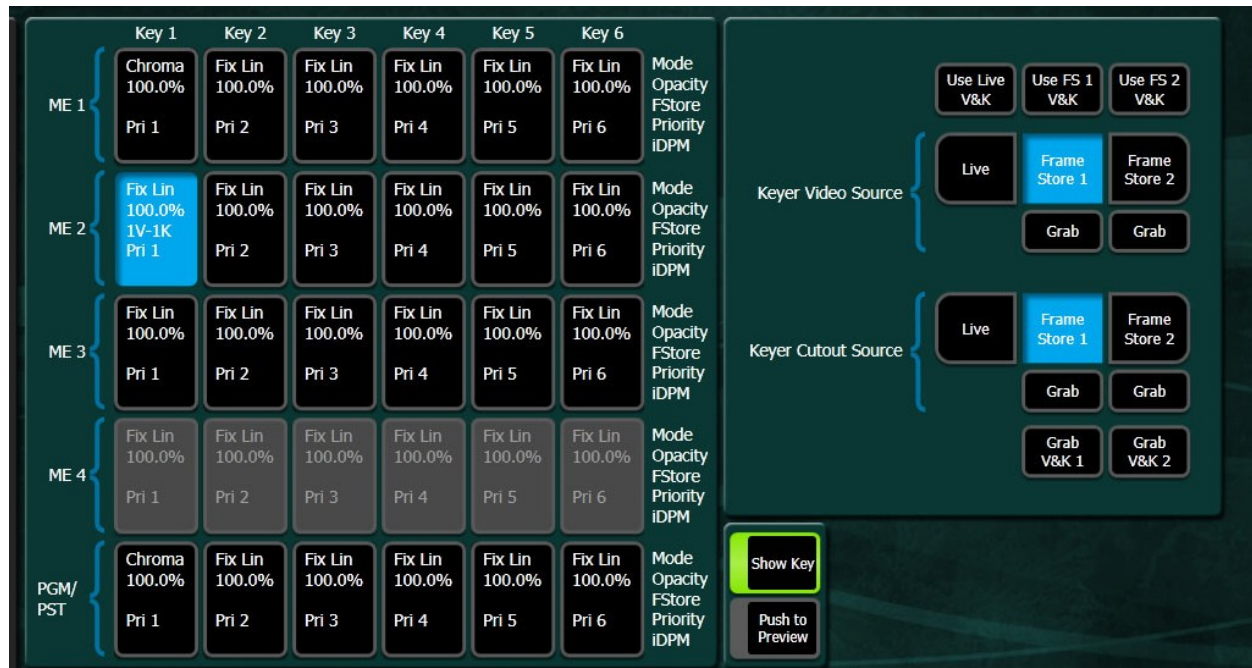 Key 1 Key 2 Key 3 Key 4 Key 5 Key 6
ME 1
Chroma Fix Lin Fix Lin Fix Lin Fix Lin Fix Lin Mode
100.0% 100.0% 100.0% 100.0% 100.0% 100.0% Opacity
FStore
Pri 1 Pri 2 Pri 3 Pri 4 Pri 5 Pri 6 Priority
iDPM
ME 2
Fix Lin Fix Lin Fix Lin Fix Lin Fix Lin Fix Lin Mode
100.0% 100.0% 100.0% 100.0% 100.0% 100.0% Opacity
1V-1K FStore
Pri 1 Pri 2 Pri 3 Pri 4 Pri 5 Pri 6 Priority
iDPM
ME 3
Fix Lin Fix Lin Fix Lin Fix Lin Fix Lin Fix Lin Mode
100.0% 100.0% 100.0% 100.0% 100.0% 100.0% Opacity
FStore
Pri 1 Pri 2 Pri 3 Pri 4 Pri 5 Pri 6 Priority
iDPM
ME 4
Fix Lin Fix Lin Fix Lin Fix Lin Fix Lin Fix Lin Mode
100.0% 100.0% 100.0% 100.0% 100.0% 100.0% Opacity
FStore
Pri 1 Pri 2 Pri 3 Pri 4 Pri 5 Pri 6 Priority
iDPM
PGM/
PST
Chroma Fix Lin Fix Lin Fix Lin Fix Lin Fix Lin Mode
100.0% 100.0% 100.0% 100.0% 100.0% 100.0% Opacity
FStore
Pri 1 Pri 2 Pri 3 Pri 4 Pri 5 Pri 6 Priority
iDPM
Use Live Use FS 1 Use FS 2
V&K V&K V&K
Keyer Video Source
Live
Frame
Store 1
Frame
Store 2
Grab Grab
Keyer Cutout Source
Live
Frame
Store 1
Frame
Store 2
Grab Grab
Grab Grab
V&K 1 V&K 2
Show Key
Push to
Preview